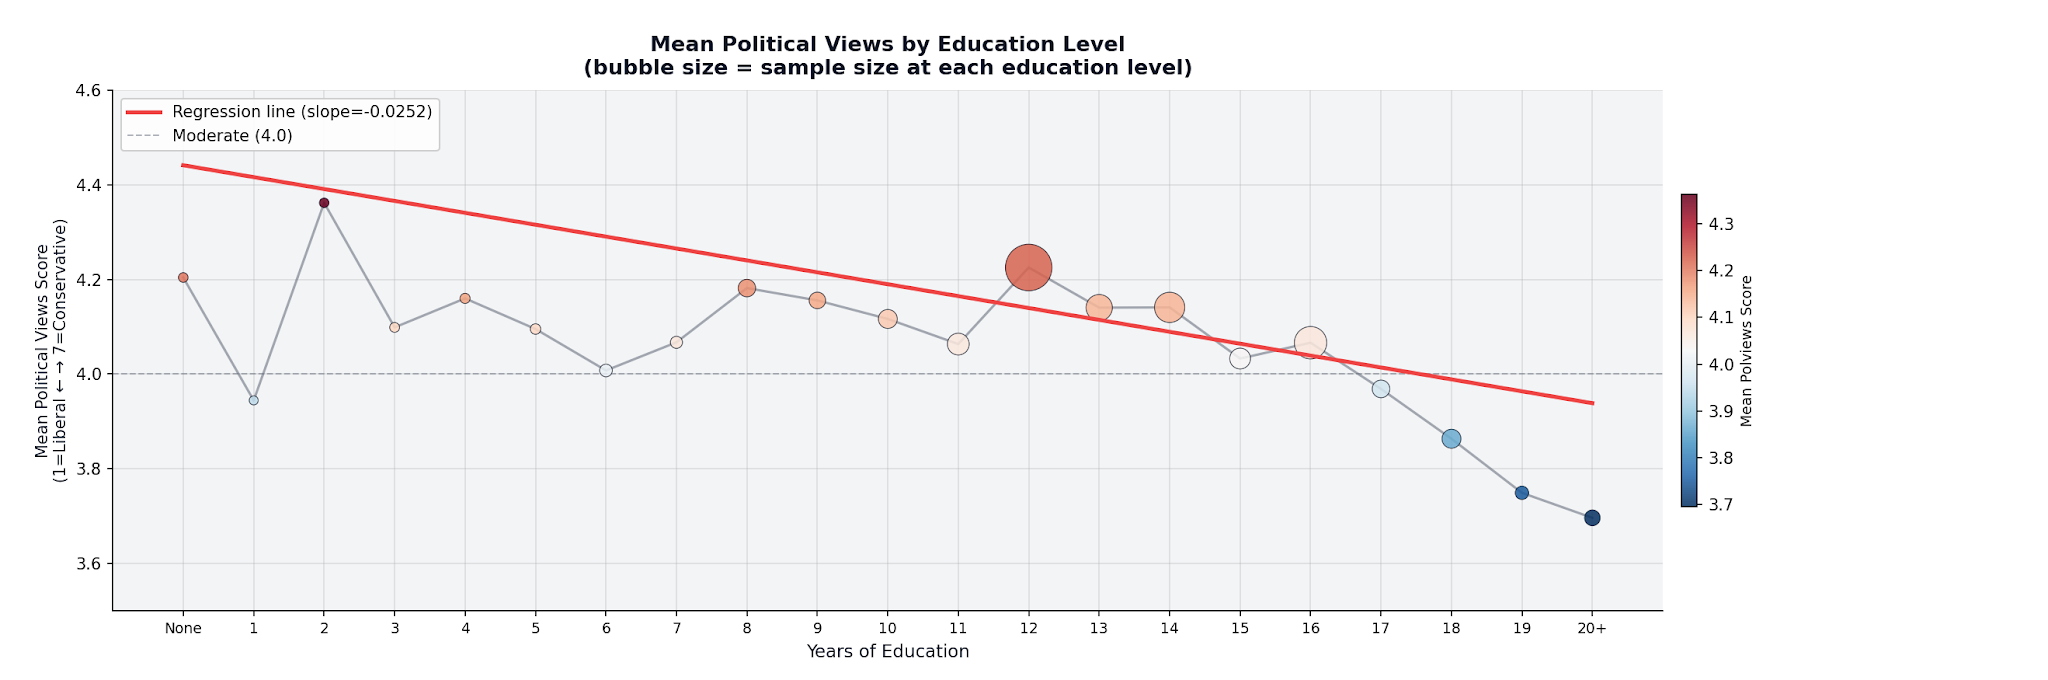 Mean Political Views by Education Level
(bubble size = sample size at each education level)
Regression line (slope=-0.0252)
Moderate (4.0)
Mean Political Views Score
(1=Liberal ← → 7=Conservative)
4.6
4.4
4.2
4.0
3.8
3.6
None 1 2 3 4 5 6 7 8 9 10 11 12 13 14 15 16 17 18 19 20+
Years of Education
4.3
4.2
4.1
4.0
3.9
3.8
3.7
Mean Polviews Score